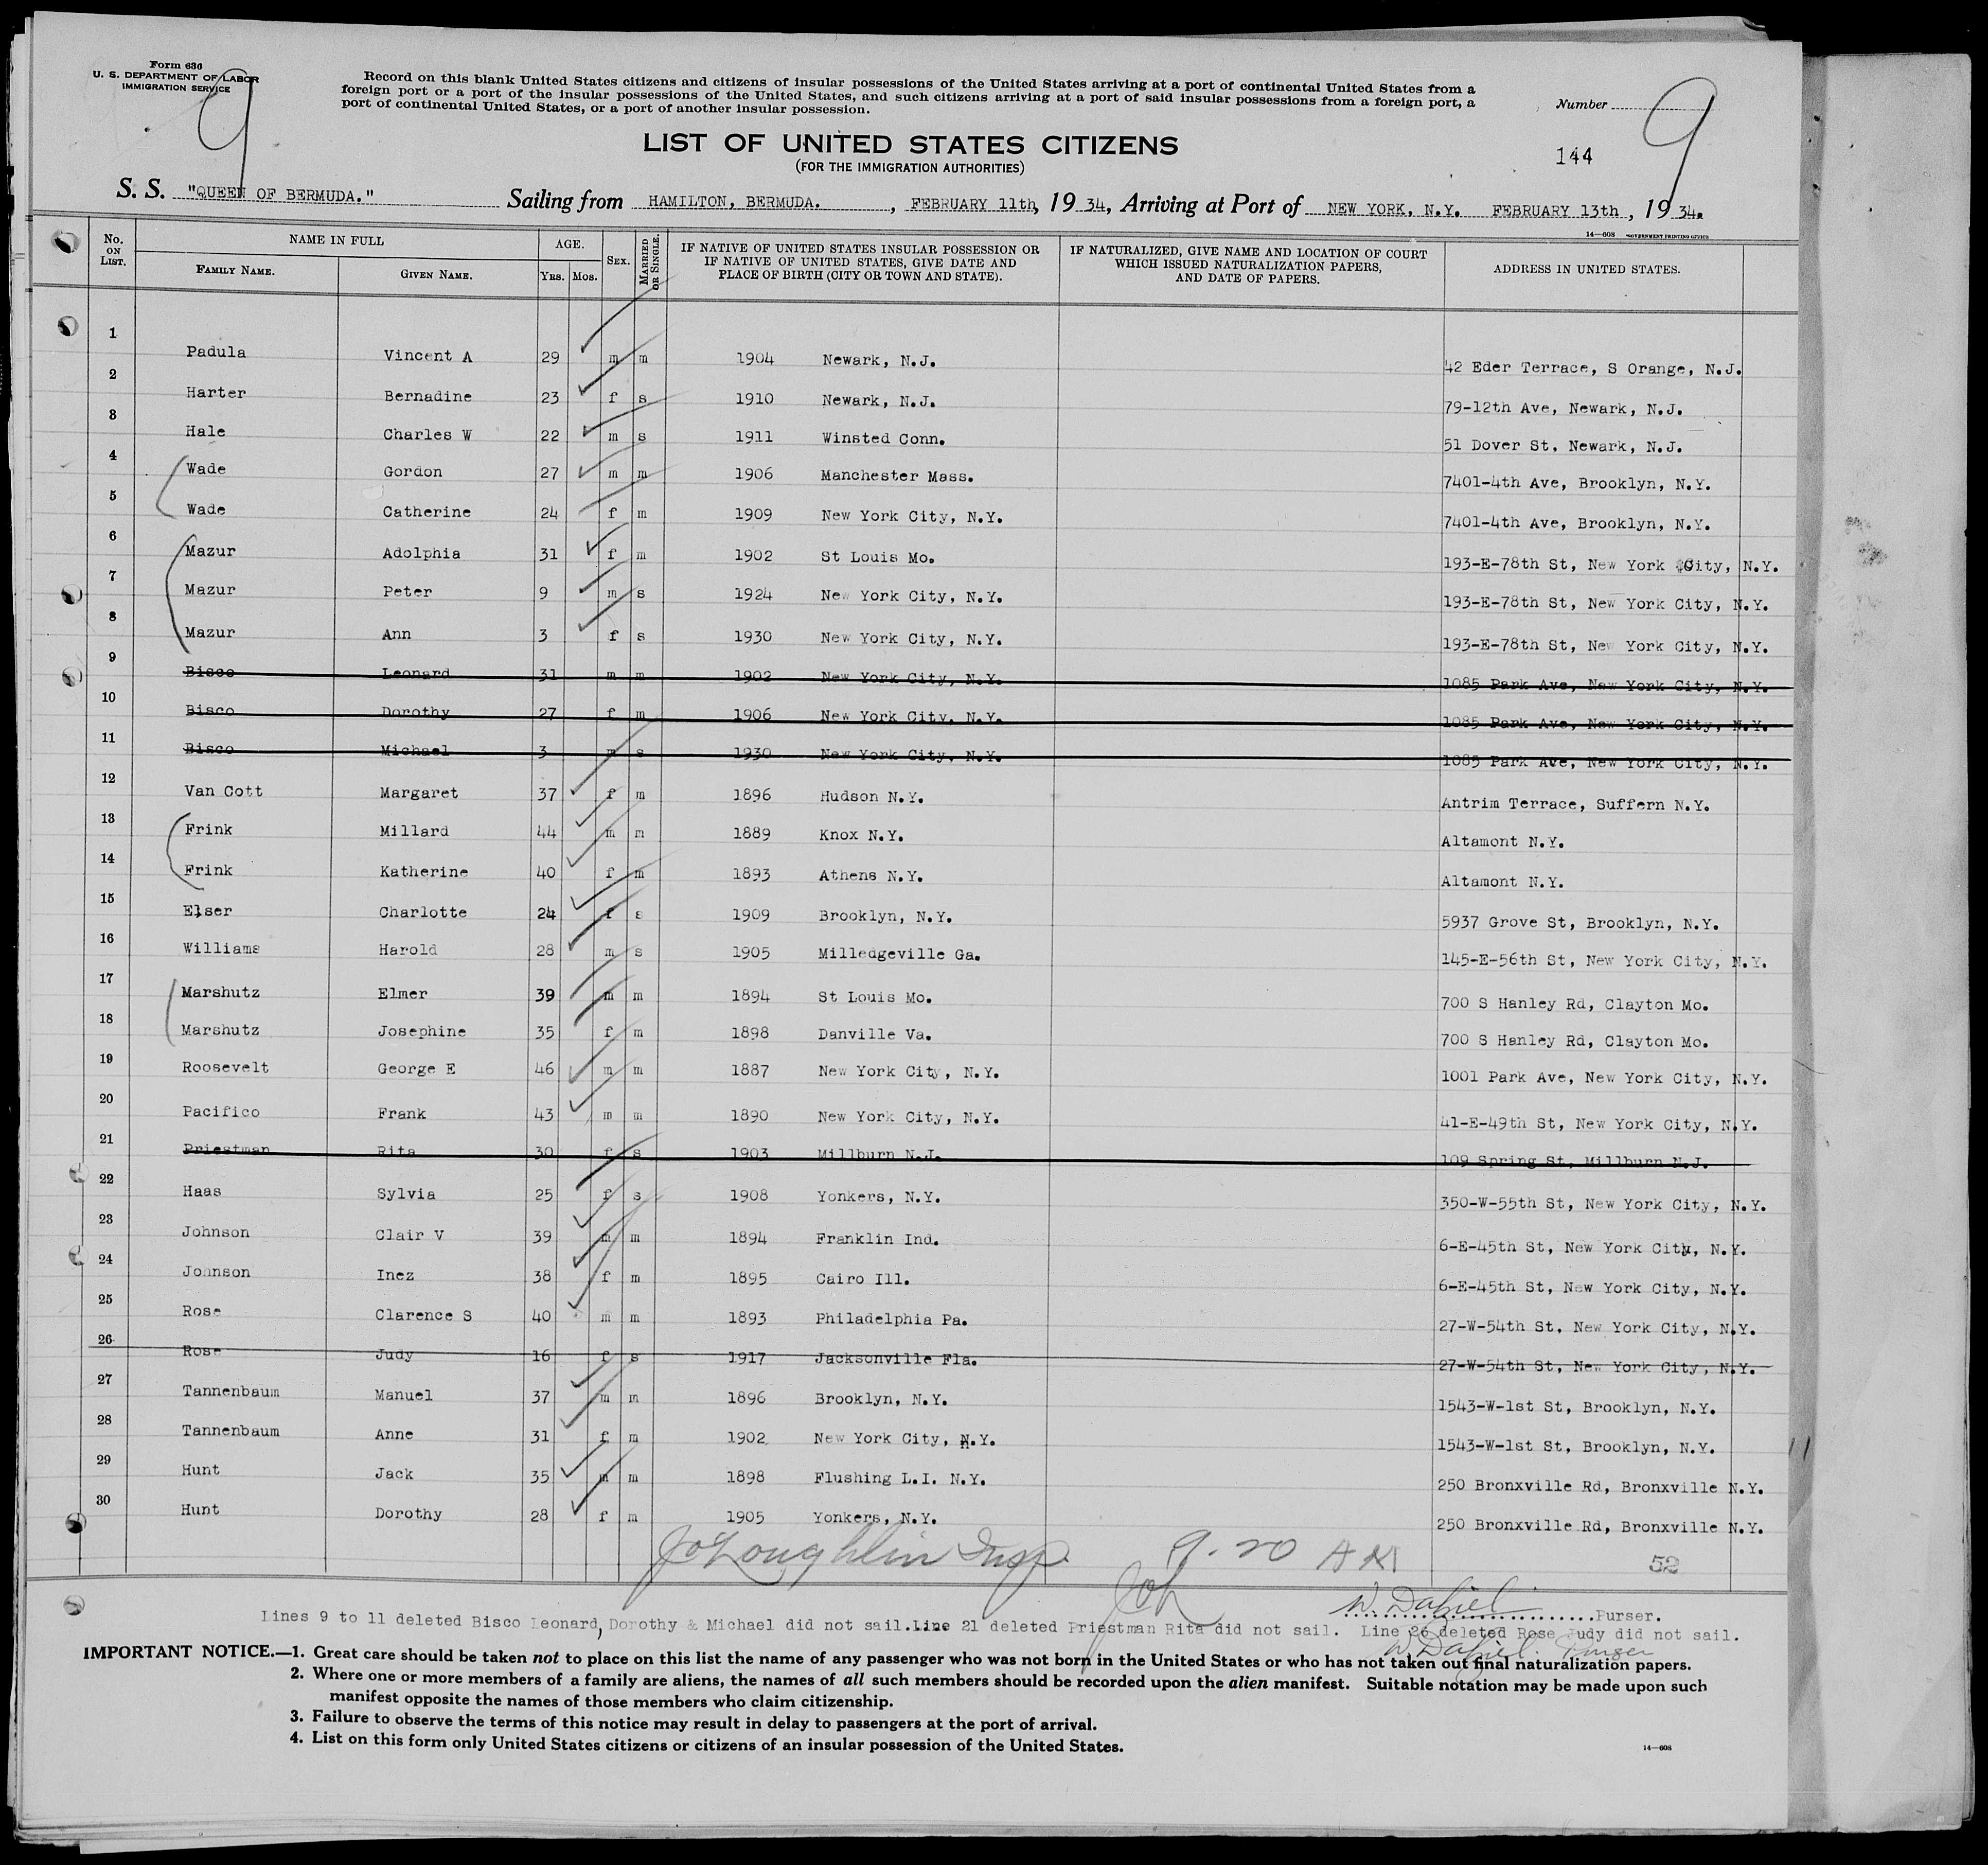 Form 630
U. S. DEPARTMENT OF LABOR
IMMIGRATION SERVICE
9
Record on this blank United States citizens and citizens of insular possessions of the United States arriving at a port of continental United States from a
foreign port or a port of the insular possessions of the United States, and such citizens arriving at a port of said insular possessions from a foreign port, a
port of continental United States, or a port of another insular possession.
Number 9
LIST OF UNITED STATES CITIZENS
(FOR THE IMMIGRATION AUTHORITIES)
144
S. S. "QUEEN OF BERMUDA." Sailing from HAMILTON, BERMUDA. , FEBRUARY 11th, 19 34, Arriving at Port of NEW YORK, N.Y. FEBRUARY 13th , 19 34.
14—608 GOVERNMENT PRINTING OFFICE
No. ON LIST. NAME IN FULL FAMILY NAME. GIVEN NAME. AGE. YRS. MOS. SEX. MARRIED OR SINGLE. IF NATIVE OF UNITED STATES INSULAR POSSESSION OR IF NATIVE OF UNITED STATES, GIVE DATE AND PLACE OF BIRTH (CITY OR TOWN AND STATE). IF NATURALIZED, GIVE NAME AND LOCATION OF COURT WHICH ISSUED NATURALIZATION PAPERS, AND DATE OF PAPERS. ADDRESS IN UNITED STATES.
1 Padula Vincent A 29 m m 1904 Newark, N.J. 42 Eder Terrace, S Orange, N.J.
2 Harter Bernadine 23 f s 1910 Newark, N.J. 79-12th Ave, Newark, N.J.
3 Hale Charles W 22 m s 1911 Winsted Conn. 51 Dover St, Newark, N.J.
4 Wade Gordon 27 m m 1906 Manchester Mass. 7401-4th Ave, Brooklyn, N.Y.
5 Wade Catherine 24 f m 1909 New York City, N.Y. 7401-4th Ave, Brooklyn, N.Y.
6 Mazur Adolphia 31 f m 1902 St Louis Mo. 193-E-78th St, New York City, N.Y.
7 Mazur Peter 9 m s 1924 New York City, N.Y. 193-E-78th St, New York City, N.Y.
8 Mazur Ann 3 f s 1930 New York City, N.Y. 193-E-78th St, New York City, N.Y.
9 Bisco Leonard 31 m m 1902 New York City, N.Y. 1085 Park Ave, New York City, N.Y.
10 Bisco Dorothy 27 f m 1906 New York City, N.Y. 1085 Park Ave, New York City, N.Y.
11 Bisco Michael 3 m s 1930 New York City, N.Y. 1085 Park Ave, New York City, N.Y.
12 Van Cott Margaret 37 f m 1896 Hudson N.Y. Antrim Terrace, Suffern N.Y.
13 Frink Millard 44 m m 1889 Knox N.Y. Altamont N.Y.
14 Frink Katherine 40 f m 1893 Athens N.Y. Altamont N.Y.
15 Elser Charlotte 24 f s 1909 Brooklyn, N.Y. 5937 Grove St, Brooklyn, N.Y.
16 Williams Harold 28 m s 1905 Milledgeville Ga. 145-E-56th St, New York City, N.Y.
17 Marshutz Elmer 39 m m 1894 St Louis Mo. 700 S Hanley Rd, Clayton Mo.
18 Marshutz Josephine 35 f m 1898 Danville Va. 700 S Hanley Rd, Clayton Mo.
19 Roosevelt George E 46 m m 1887 New York City, N.Y. 1001 Park Ave, New York City, N.Y.
20 Pacifico Frank 43 m m 1890 New York City, N.Y. 41-E-49th St, New York City, N.Y.
21 Priestman Rita 30 f s 1903 Millburn N.J. 109 Spring St, Millburn N.J.
22 Haas Sylvia 25 f s 1908 Yonkers, N.Y. 350-W-55th St, New York City, N.Y.
23 Johnson Clair V 39 m m 1894 Franklin Ind. 6-E-45th St, New York City, N.Y.
24 Johnson Inez 38 f m 1895 Cairo Ill. 6-E-45th St, New York City, N.Y.
25 Rose Clarence S 40 m m 1893 Philadelphia Pa. 27-W-54th St, New York City, N.Y.
26 Rose Judy 16 f s 1917 Jacksonville Fla. 27-W-54th St, New York City, N.Y.
27 Tannenbaum Manuel 37 m m 1896 Brooklyn, N.Y. 1543-W-1st St, Brooklyn, N.Y.
28 Tannenbaum Anne 31 f m 1902 New York City, N.Y. 1543-W-1st St, Brooklyn, N.Y.
29 Hunt Jack 35 m m 1898 Flushing L.I. N.Y. 250 Bronxville Rd, Bronxville N.Y.
30 Hunt Dorothy 28 f m 1905 Yonkers, N.Y. 250 Bronxville Rd, Bronxville N.Y.
JO'Loughlin Insp. 9.20 AM 52
Purser.
Lines 9 to 11 deleted Bisco Leonard, Dorothy & Michael did not sail. Line 21 deleted Priestman Rita did not sail. Line 26 deleted Rose Judy did not sail.
Purser
IMPORTANT NOTICE.—1. Great care should be taken not to place on this list the name of any passenger who was not born in the United States or who has not taken out final naturalization papers.
2. Where one or more members of a family are aliens, the names of all such members should be recorded upon the alien manifest. Suitable notation may be made upon such
manifest opposite the names of those members who claim citizenship.
3. Failure to observe the terms of this notice may result in delay to passengers at the port of arrival.
4. List on this form only United States citizens or citizens of an insular possession of the United States.
14—608